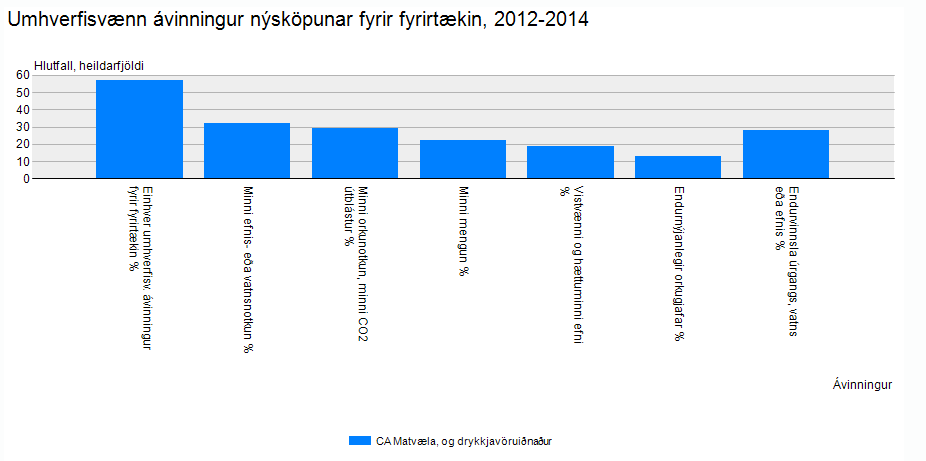 Umhverfisvænn ávinningur nýsköpunar fyrir fyrirtækin, 2012-2014
Hlutfall, heildarfjöldi
60
50
40
30
20
10
0
Einhver umhverfisv. ávinningur
fyrir fyrirtækin %
Minni efnis- eða vatnsnotkun %
Minni orkunotkun, minni CO2
útblástur %
Minni mengun %
Vistvænni og hættuminni efni
%
Endurnýjanlegir orkugjafar %
Endurvinnsla úrgangs, vatns
eða efnis %
Ávinningur
CA Matvæla, og drykkjavöruiðnaður